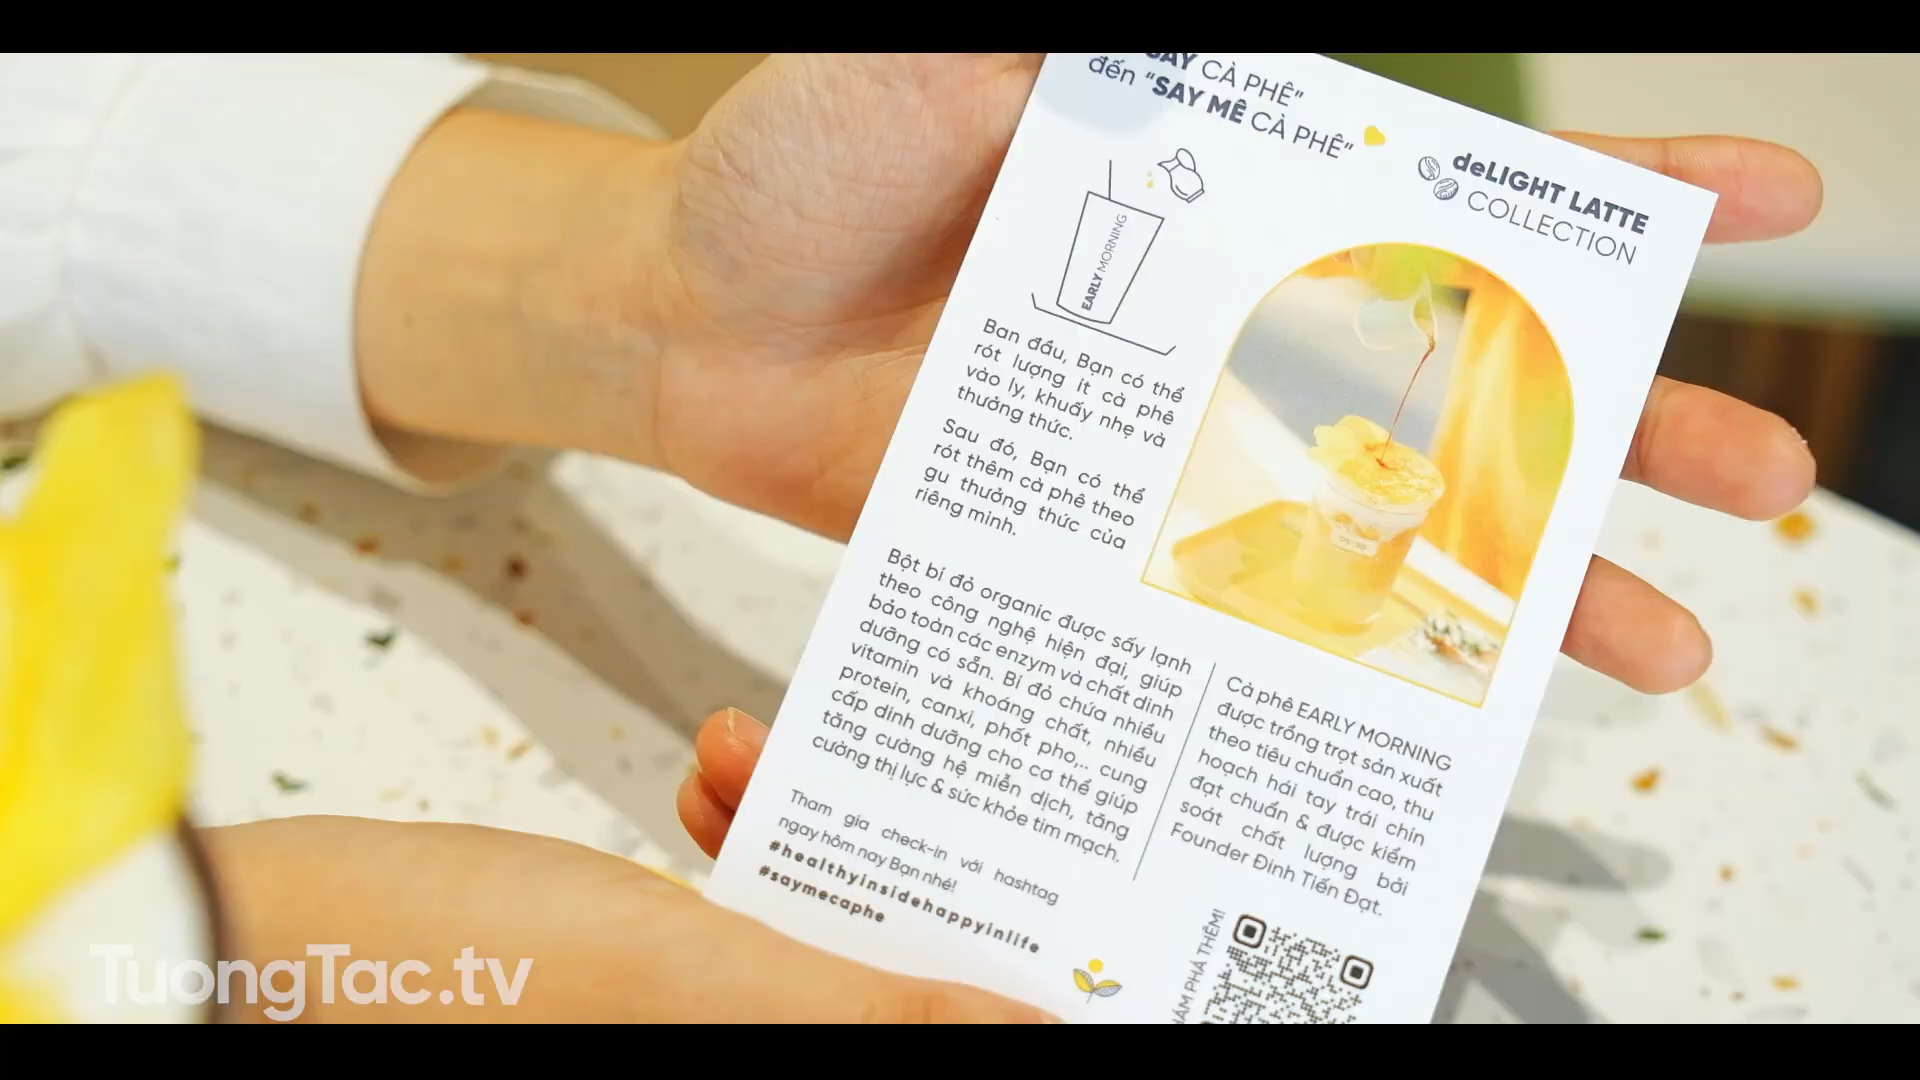 SAY CÀ PHÊ"
đến "SAY MÊ CÀ PHÊ"
deLIGHT LATTE
COLLECTION
EARLY MORNING
Ban đầu, Bạn có thể
rót lượng ít cà phê
vào ly, khuấy nhẹ và
thưởng thức.
Sau đó, Bạn có thể
rót thêm cà phê theo
gu thưởng thức của
riêng mình.
Bột bí đỏ organic được sấy lạnh
theo công nghệ hiện đại, giúp
bảo toàn các enzym và chất dinh
dưỡng có sẵn. Bí đỏ chứa nhiều
vitamin và khoáng chất, nhiều
protein, canxi, phốt pho,.. cung
cấp dinh dưỡng cho cơ thể giúp
tăng cường hệ miễn dịch, tăng
cường thị lực & sức khỏe tim mạch.
Cà phê EARLY MORNING
được trồng trọt sản xuất
theo tiêu chuẩn cao, thu
hoạch hái tay trái chín
đạt chuẩn & được kiểm
soát chất lượng bởi
Founder Đinh Tiến Đạt.
Tham gia check-in với hashtag
ngay hôm nay Bạn nhé!
#healthyinsidehappyinlife
#saymecaphe
PHÁ THÊM!
TuongTac.tv